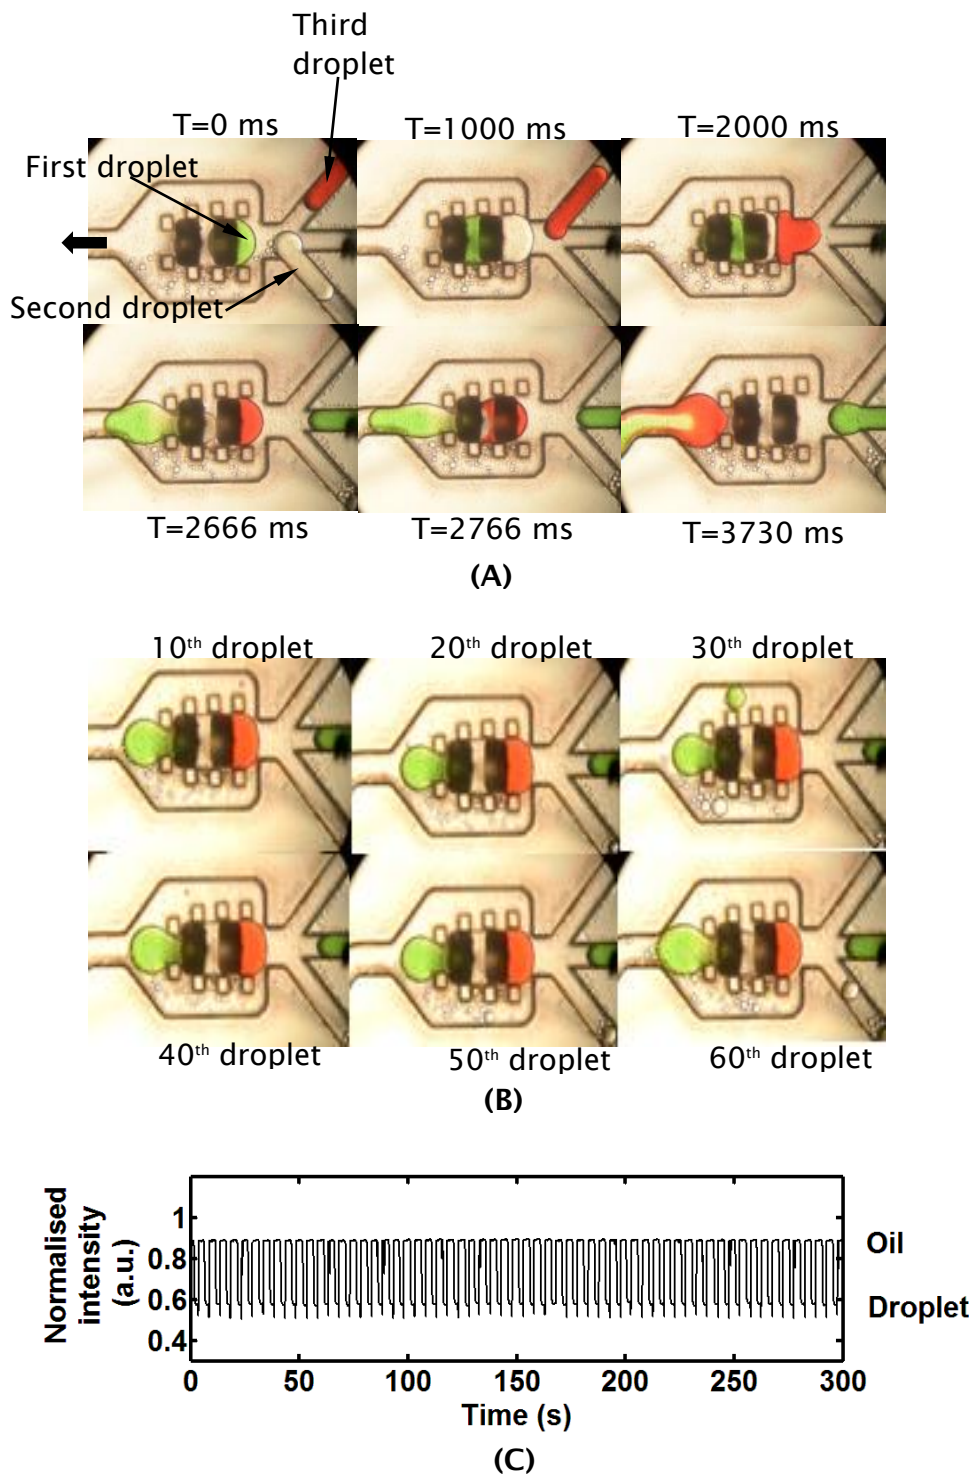 Third
droplet
T=0 ms
T=1000 ms
T=2000 ms
First droplet
Second droplet
T=2666 ms
T=2766 ms
T=3730 ms
(A)
10th droplet
20th droplet
30th droplet
40th droplet
50th droplet
60th droplet
(B)
Normalised
intensity
(a.u.)
1
0.8
0.6
0.4
Oil
Droplet
0
50
100
150
200
250
300
Time (s)
(C)